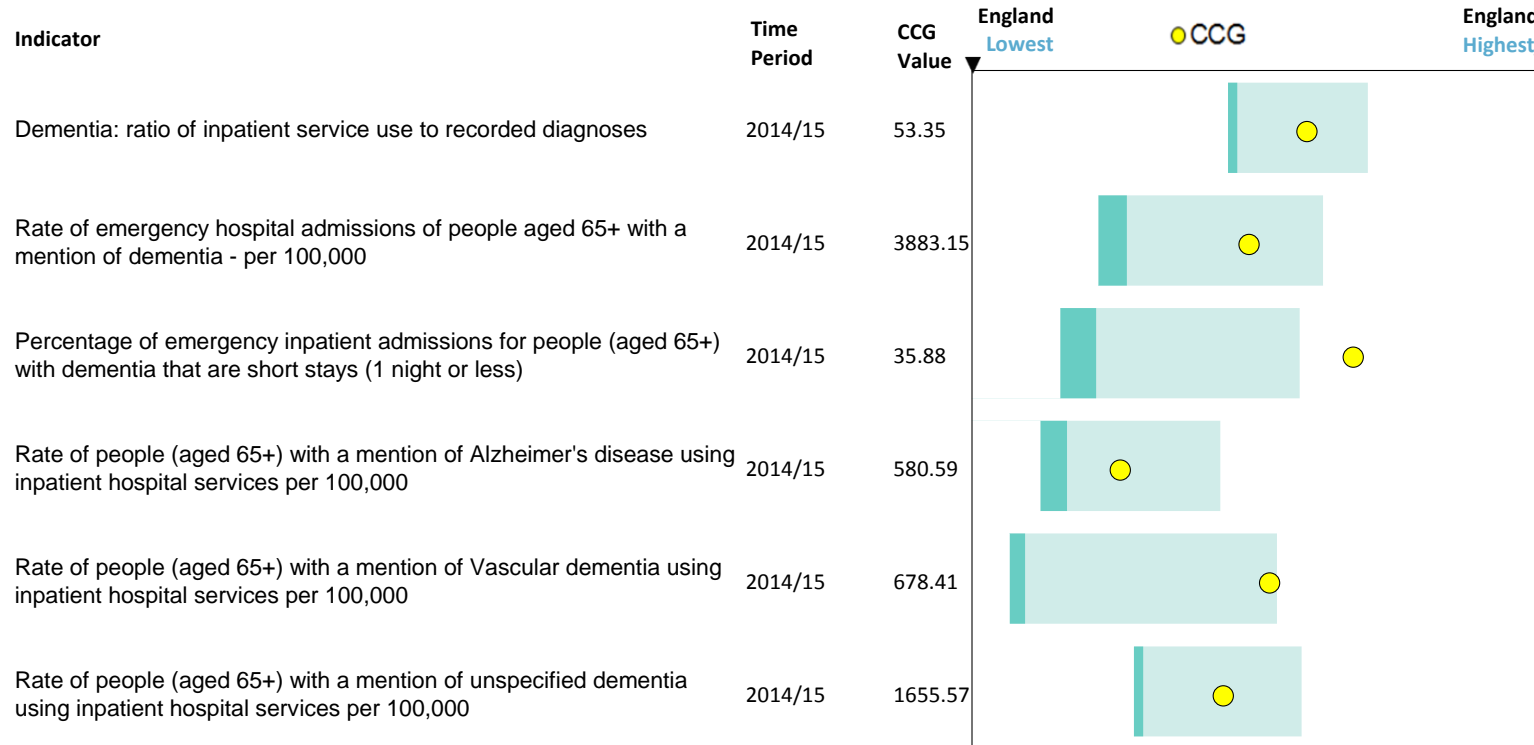 Indicator
Time
Period
CCG
Value
England
Lowest
CCG
England
Highest
Dementia: ratio of inpatient service use to recorded diagnoses
2014/15
53.35
Rate of emergency hospital admissions of people aged 65+ with a
mention of dementia - per 100,000
2014/15
3883.15
Percentage of emergency inpatient admissions for people (aged 65+)
with dementia that are short stays (1 night or less)
2014/15
35.88
Rate of people (aged 65+) with a mention of Alzheimer's disease using
inpatient hospital services per 100,000
2014/15
580.59
Rate of people (aged 65+) with a mention of Vascular dementia using
inpatient hospital services per 100,000
2014/15
678.41
Rate of people (aged 65+) with a mention of unspecified dementia
using inpatient hospital services per 100,000
2014/15
1655.57